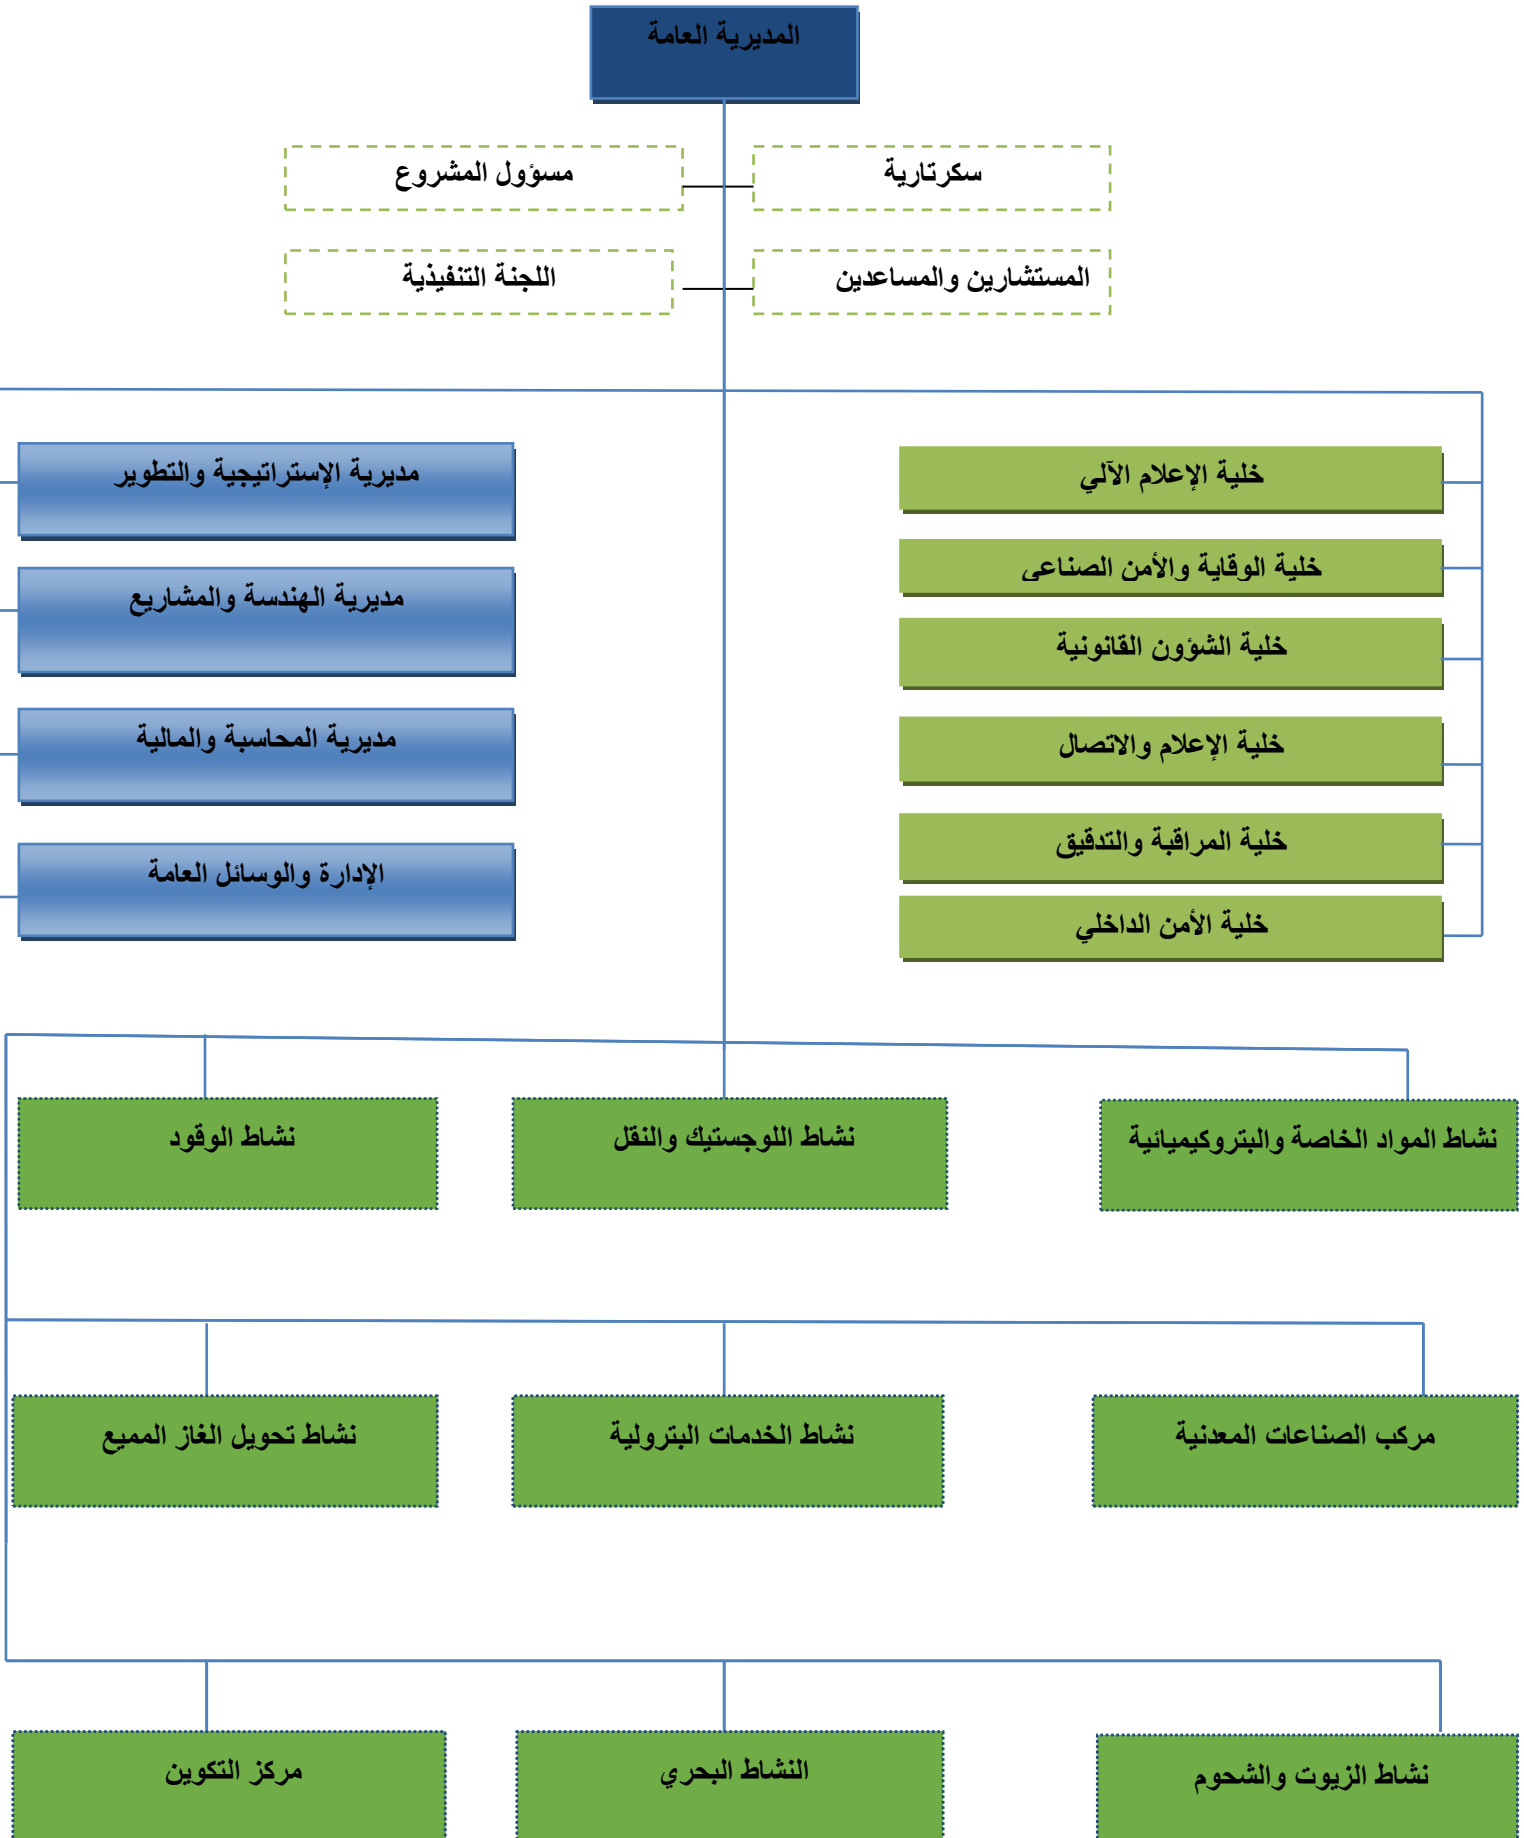 المديرية العامة
سكرتارية
مسؤول المشروع
المستشارين والمساعدين
اللجنة التنفيذية
خلية الإعلام الآلي
خلية الوقاية والأمن الصناعي
خلية الشؤون القانونية
خلية الإعلام والاتصال
خلية المراقبة والتدقيق
خلية الأمن الداخلي
مديرية الإستراتيجية والتطوير
مديرية الهندسة والمشاريع
مديرية المحاسبة والمالية
الإدارة والوسائل العامة
نشاط المواد الخاصة والبتروكيميائية
نشاط اللوجستيك والنقل
نشاط الوقود
مركب الصناعات المعدنية
نشاط الخدمات البترولية
نشاط تحويل الغاز المميع
نشاط الزيوت والشحوم
النشاط البحري
مركز التكوين